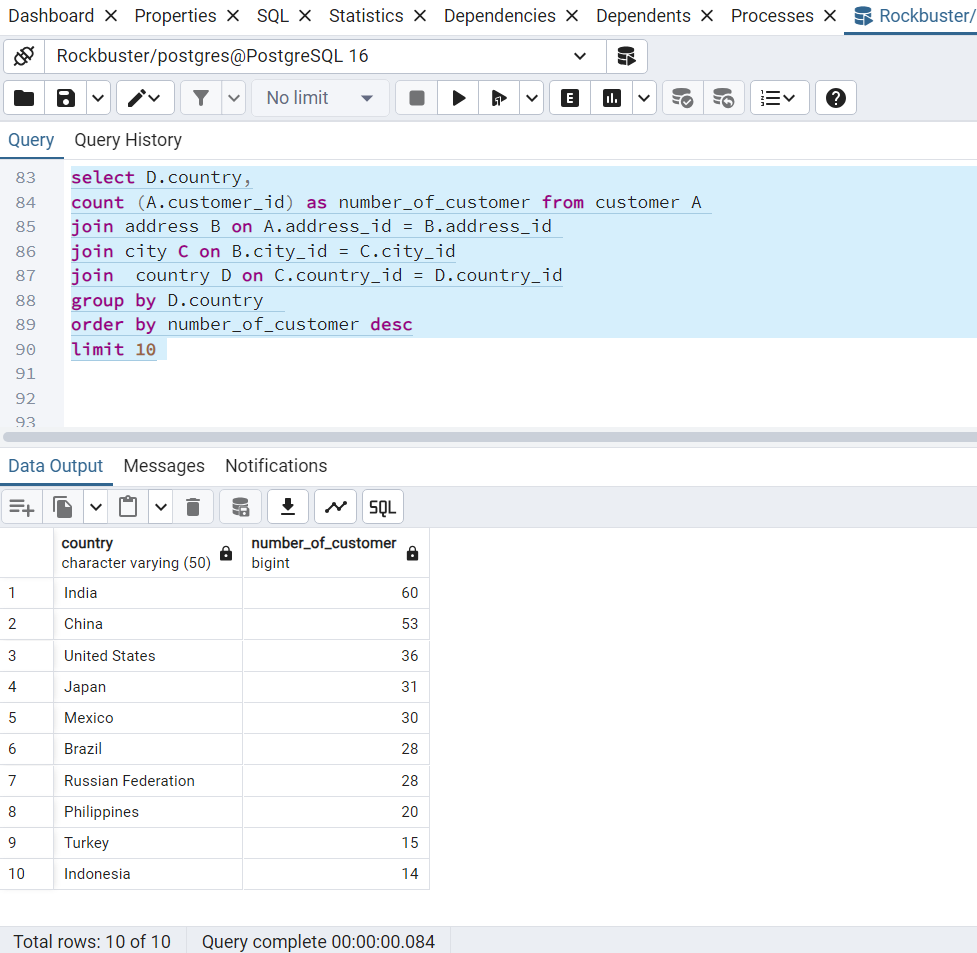 Dashboard Properties SQL Statistics Dependencies Dependents Processes Rockbuster/
Rockbuster/postgres@PostgreSQL 16
No limit E
Query Query History
83 select D.country,
84 count (A.customer_id) as number_of_customer from customer A
85 join address B on A.address_id = B.address_id
86 join city C on B.city_id = C.city_id
87 join  country D on C.country_id = D.country_id
88 group by D.country
89 order by number_of_customer desc
90 limit 10
91
92
93
Data Output Messages Notifications
SQL
country number_of_customer
character varying (50) bigint
1 India 60
2 China 53
3 United States 36
4 Japan 31
5 Mexico 30
6 Brazil 28
7 Russian Federation 28
8 Philippines 20
9 Turkey 15
10 Indonesia 14
Total rows: 10 of 10 Query complete 00:00:00.084